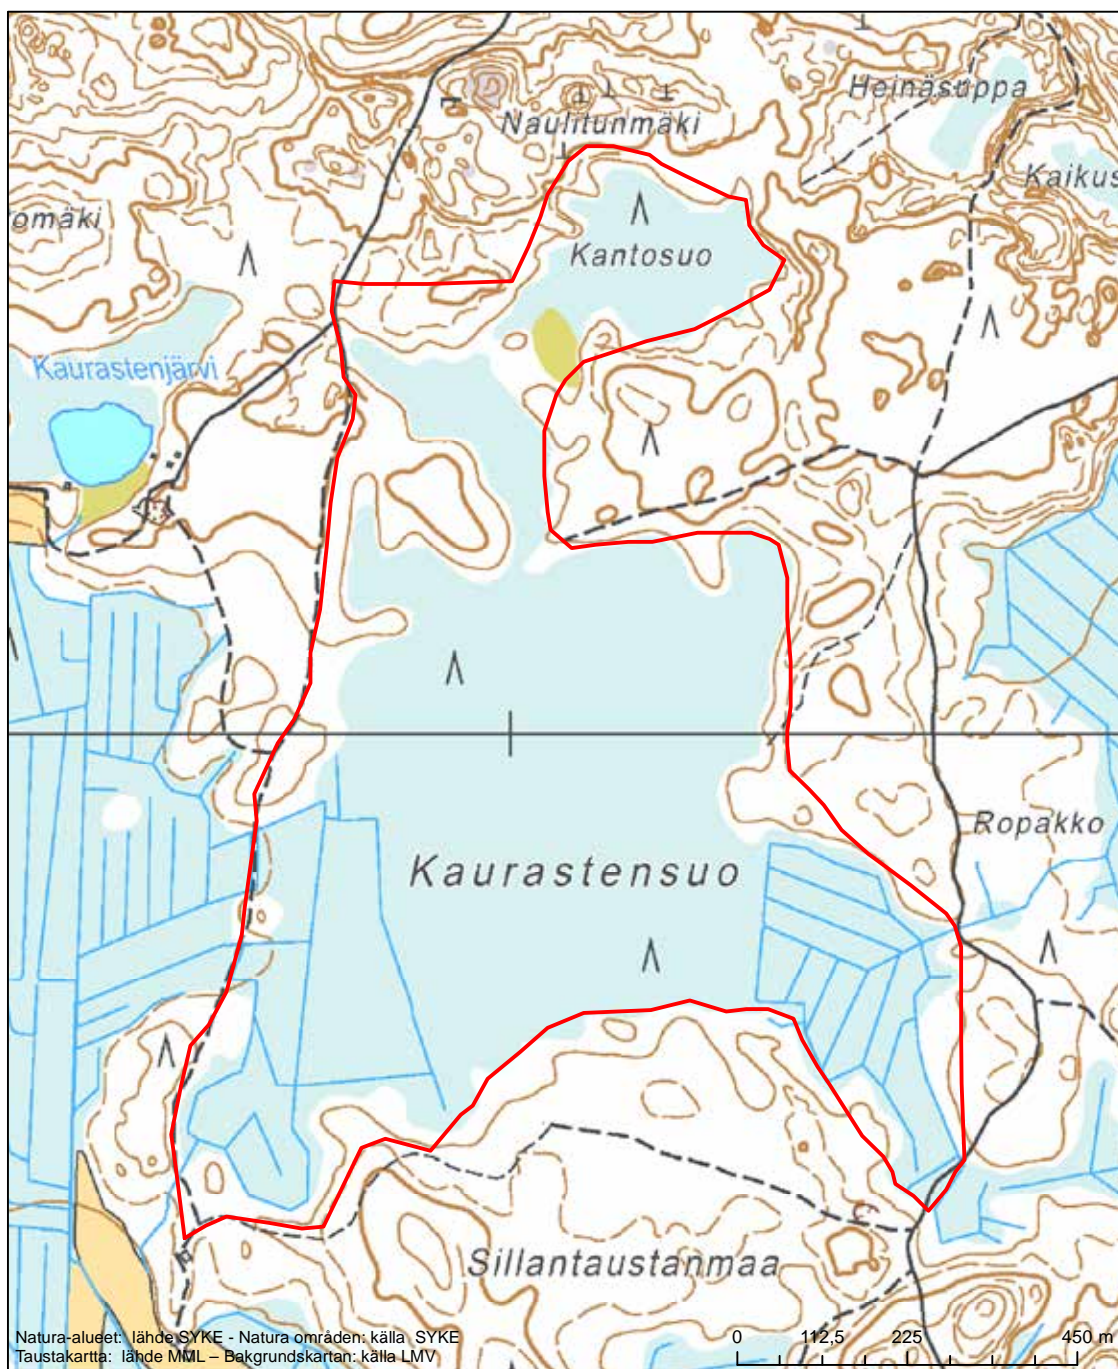 Heinäsuppa
Naulitunmäki
Kaikus
omäki
Kantosuo
Kaurastenjärvi
Ropakko
Kaurastensuo
Sillantaustanmaa
Natura-alueet: lähde SYKE - Natura områden: källa SYKE
Taustakartta: lähde MML – Bakgrundskartan: källa LMV
0 112,5 225 450 m